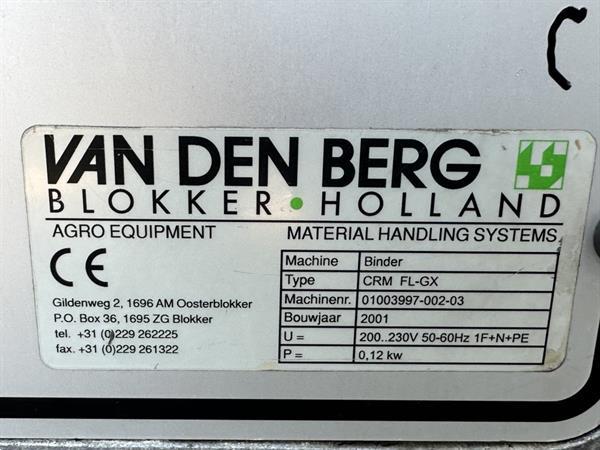 VAN DEN BERG
BLOKKER • HOLLAND
AGRO EQUIPMENT MATERIAL HANDLING SYSTEMS
CE
Gildenweg 2, 1696 AM Oosterblokker
P.O. Box 36, 1695 ZG Blokker
tel. +31 (0)229 262225
fax. +31 (0)229 261322
Machine Binder
Type CRM FL-GX
Machinenr. 01003997-002-03
Bouwjaar 2001
U = 200..230V 50-60Hz 1F+N+PE
P = 0,12 kw